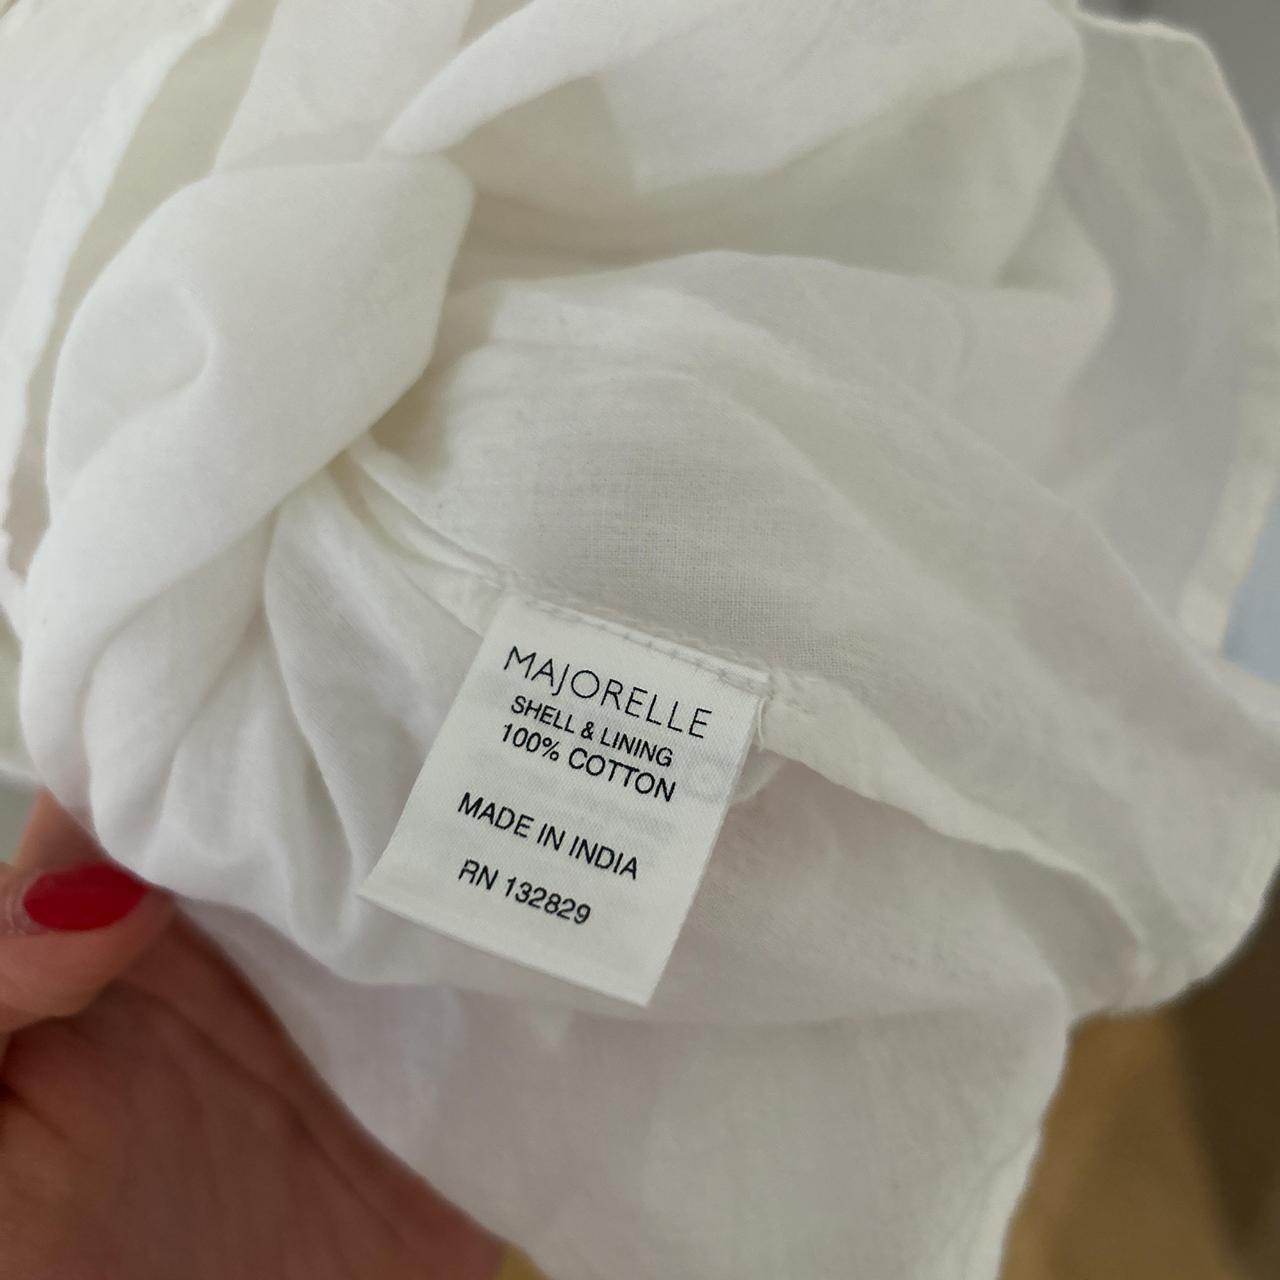 MAJORELLE
SHELL & LINING
100% COTTON
MADE IN INDIA
RN 132829